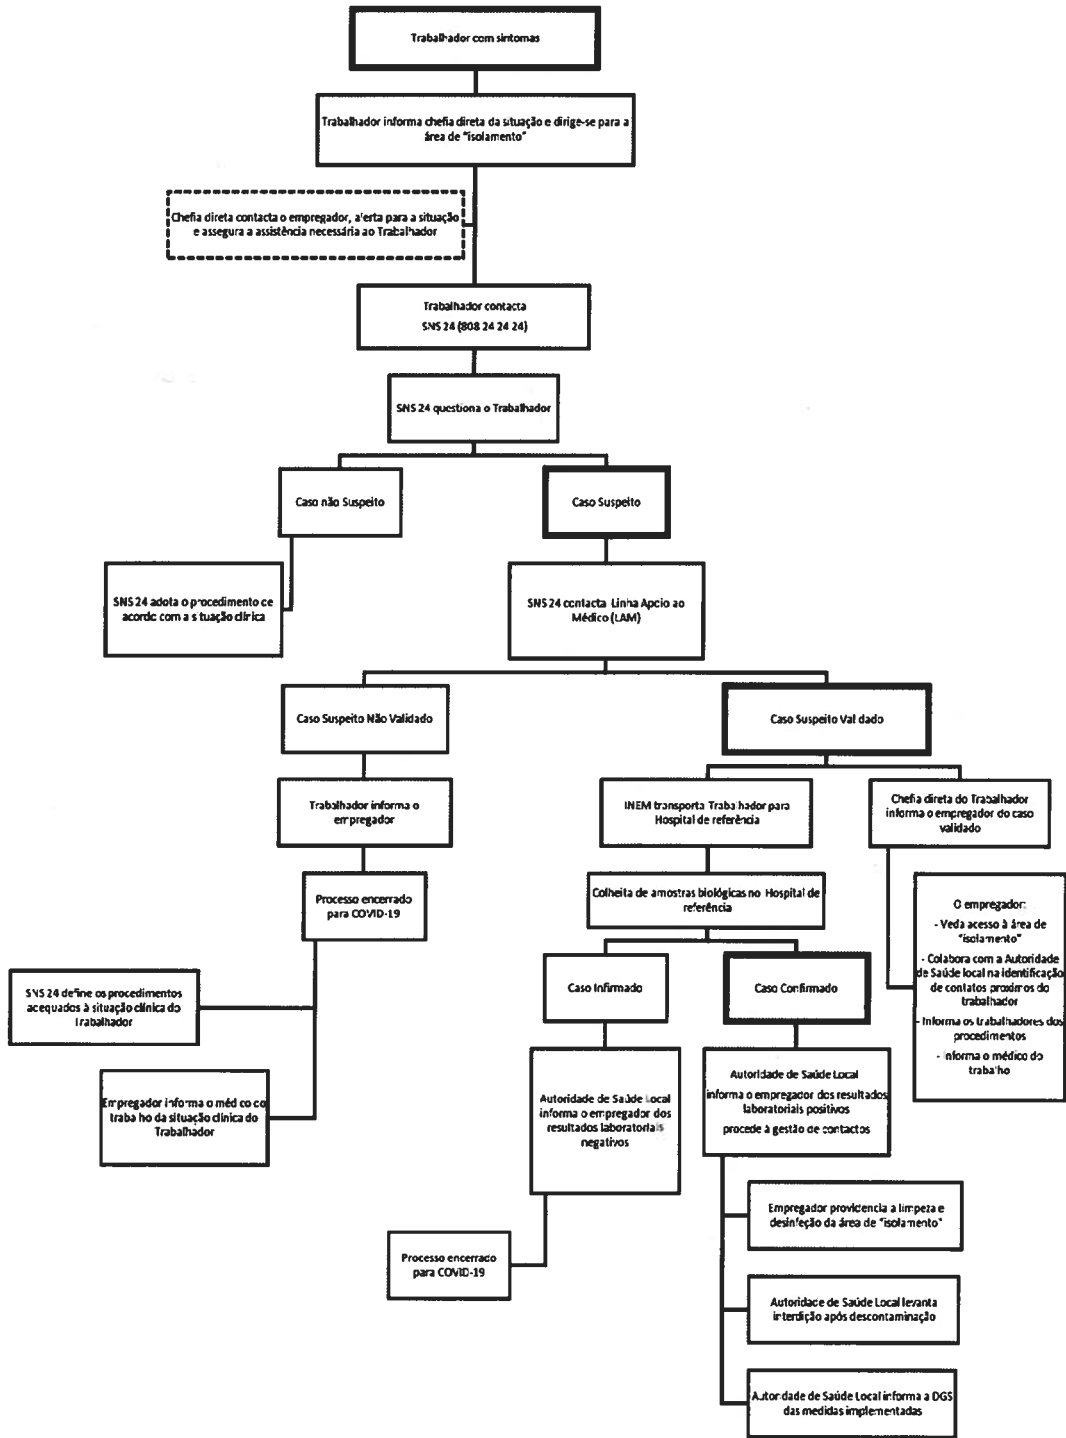 Trabalhador com sintomas
Trabalhador informa chefia direta da situação e dirige-se para a
área de "isolamento"
Chefia direta contacta o empregador, alerta para a situação
e assegura a assistência necessária ao Trabalhador
Trabalhador contacta
SNS 24 (808 24 24 24)
SNS 24 questiona o Trabalhador
Caso não Suspeito
Caso Suspeito
SNS 24 adota o procedimento de
acordo com a situação clínica
SNS 24 contacta Linha Apoio ao
Médico (LAM)
Caso Suspeito Não Validado
Caso Suspeito Validado
Trabalhador informa o
empregador
INEM transporta Trabalhador para
Hospital de referência
Chefia direta do Trabalhador
informa o empregador do caso
validado
Processo encerrado
para COVID-19
Colheita de amostras biológicas no Hospital de
referência
O empregador:
- Veda acesso à área de
"isolamento"
- Colabora com a Autoridade
de Saúde local na identificação
de contatos proximos do
trabalhador
- Informa os trabalhadores dos
procedimentos
- Informa o médico do
trabalho
SNS 24 define os procedimentos
adequados à situação clínica do
Trabalhador
Caso Infirmado
Caso Confirmado
Empregador informa o médico do
trabalho da situação clínica do
Trabalhador
Autoridade de Saúde Local
informa o empregador dos
resultados laboratoriais
negativos
Autoridade de Saúde Local
informa o empregador dos resultados
laboratoriais positivos
procede à gestão de contactos
Processo encerrado
para COVID-19
Empregador providencia a limpeza e
desinfeção da área de "isolamento"
Autoridade de Saúde Local levanta
interdição após descontaminação
Autoridade de Saúde Local informa a DGS
das medidas implementadas